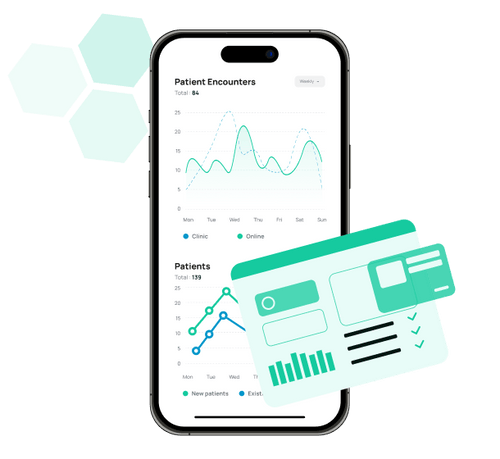 Patient Encounters
Weekly
Total: 84
25
20
15
10
5
0
Mon Tue Wed Thu Fri Sat Sun
Clinic Online
Patients
Total: 139
25
20
15
10
5
0
Mon Tue Wed
New patients Exist